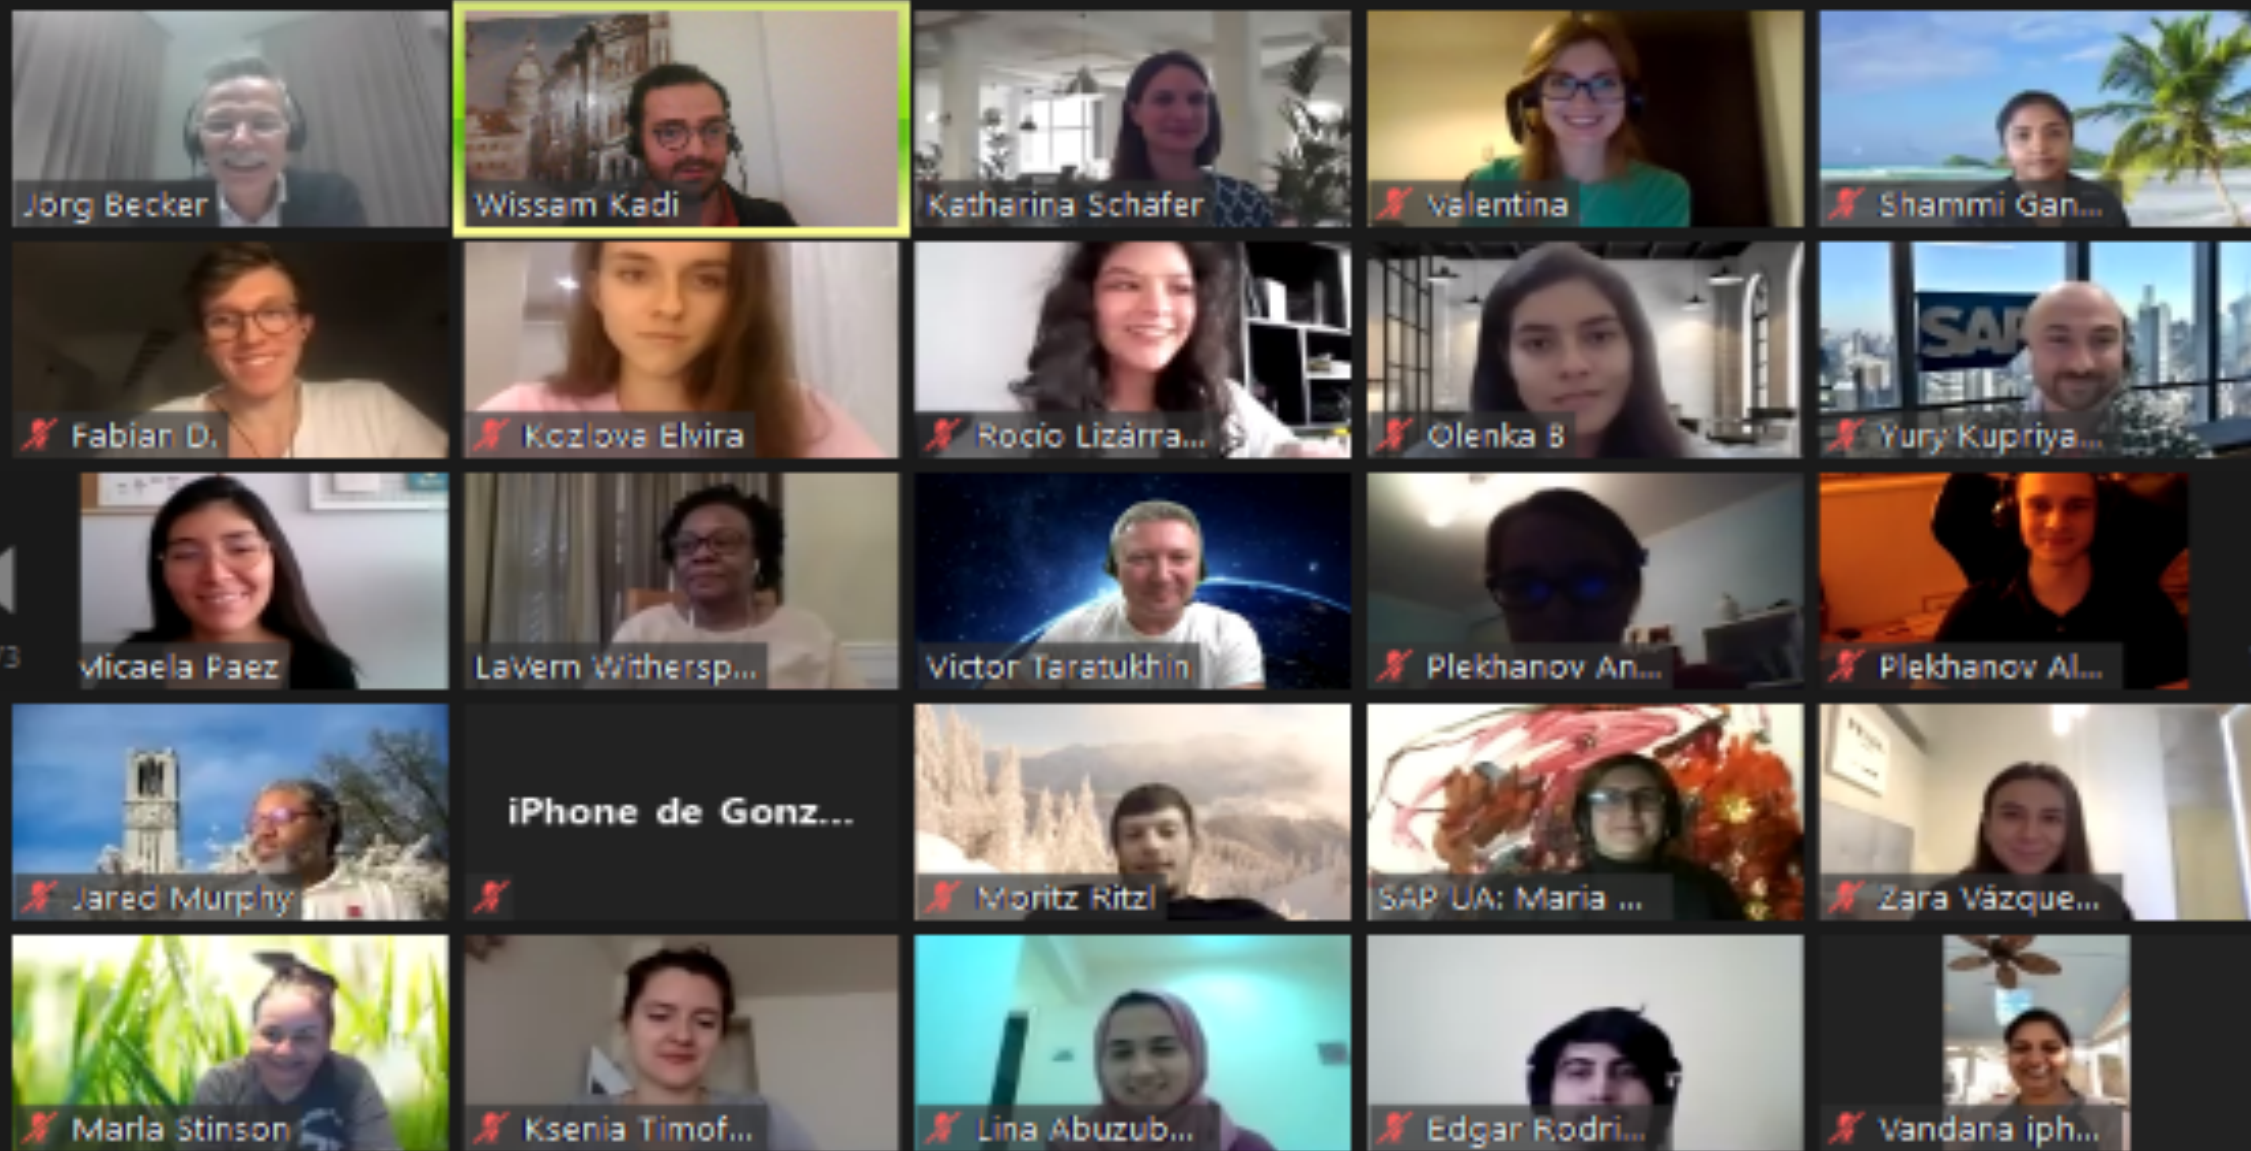 Jörg Becker
Wissam Kadi
Katharina Schäfer
Valentina
Shammi Gan...
Fabian D.
Kozlova Elvira
Rocío Lizárra...
Olenka B
SAP
Yury Kupriya...
/3
Micaela Paez
LaVern Withersp...
Victor Taratukhin
Plekhanov An...
Plekhanov Al...
Jared Murphy
iPhone de Gonz...
Moritz Ritzl
SAP UA: Maria ...
Zara Vázque...
Marla Stinson
Ksenia Timof...
Lina Abuzub...
Edgar Rodri...
Vandana iph...